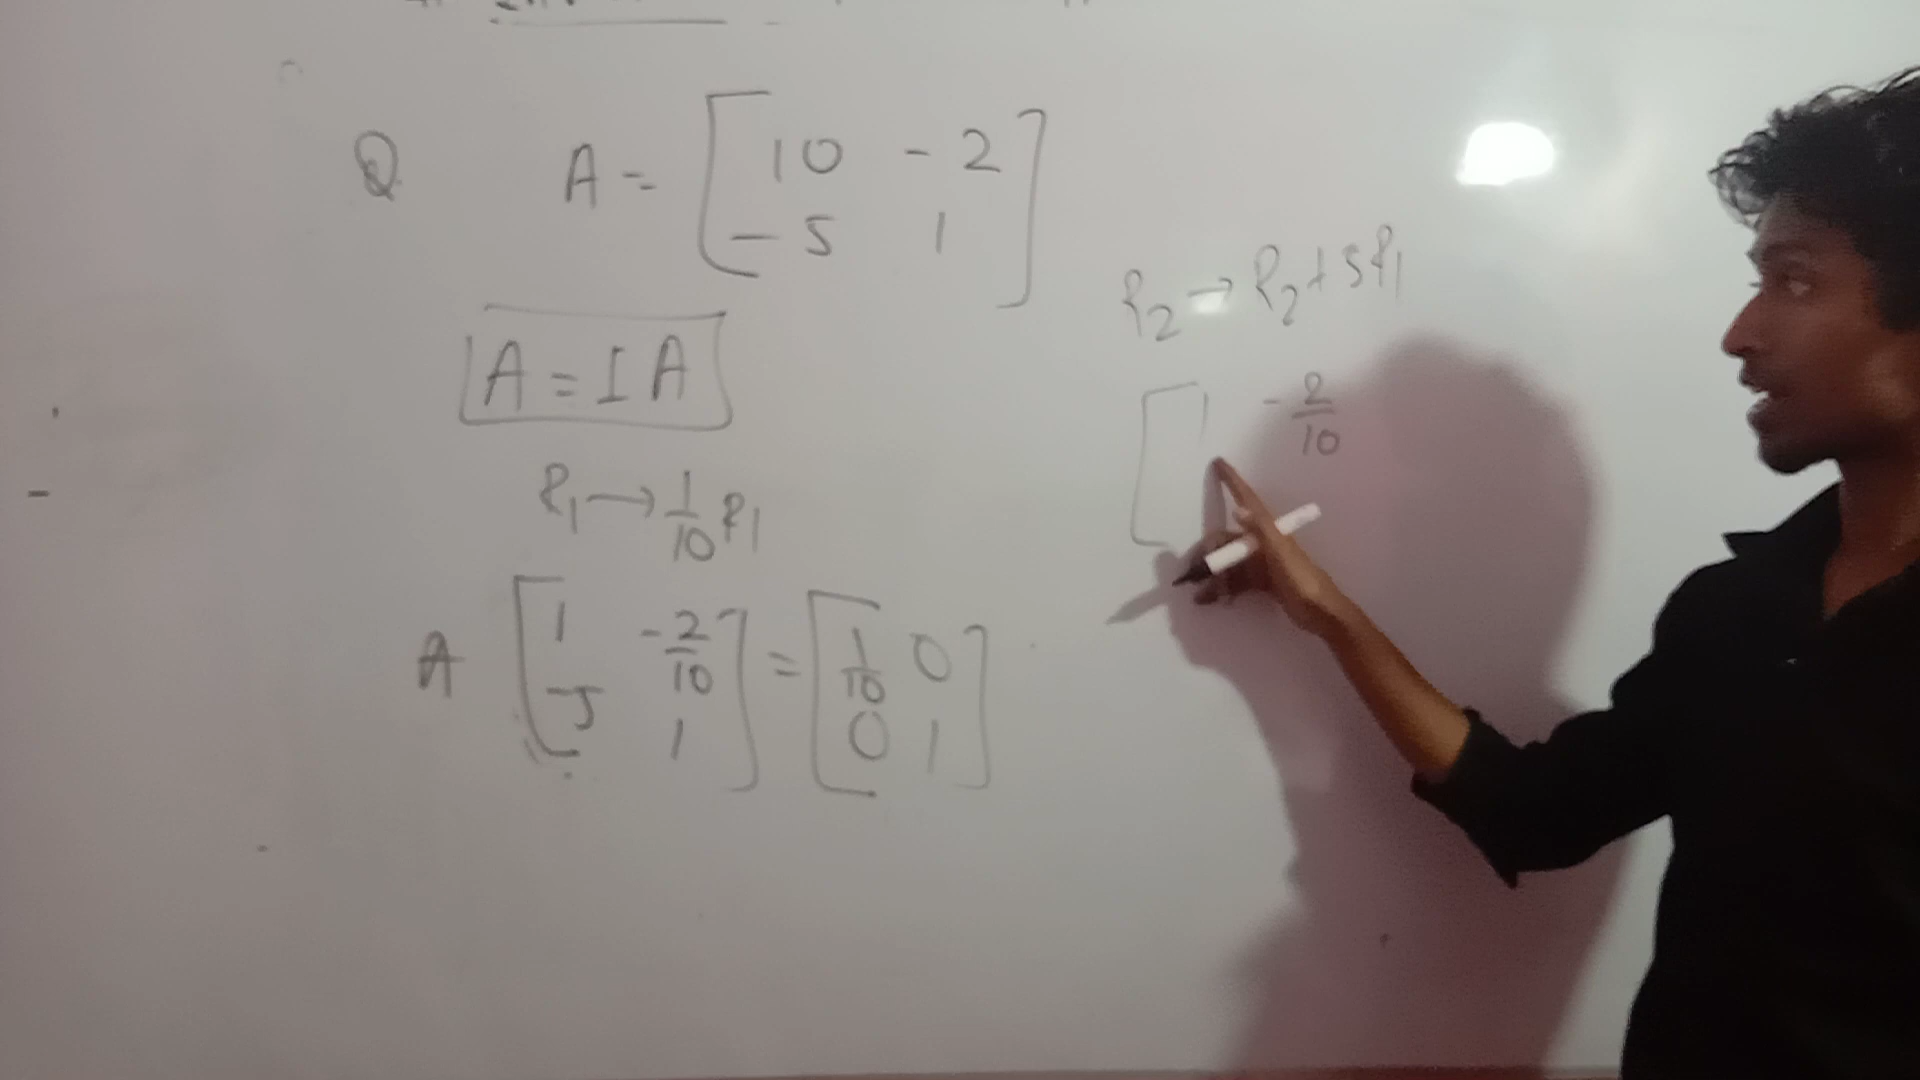 Q A = [ 10 - 2
- 5 1 ]
A = I A
R1 → 1/10 R1
A [ 1 - 2/10
- 5 1 ] = [ 1/10 0
0 1 ]
R2 → R2 + 5R1
[ 1 - 2/10